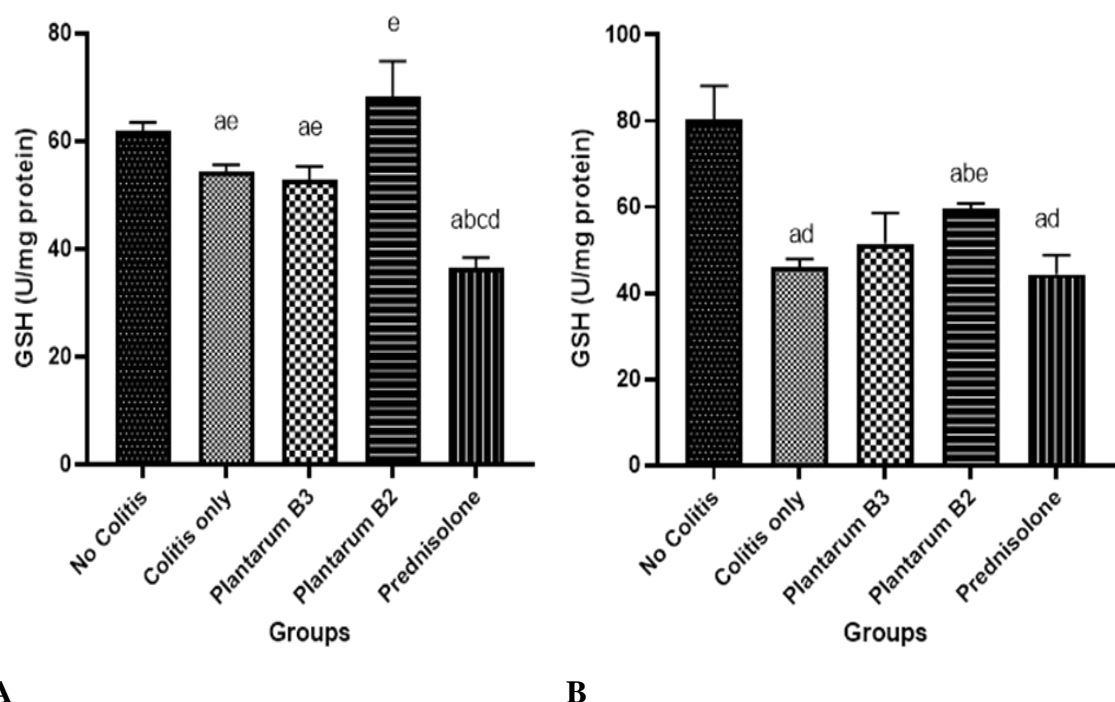 80
60
40
20
0
GSH (U/mg protein)
ae
ae
e
abcd
No Colitis
Colitis only
Plantarum B3
Plantarum B2
Prednisolone
Groups
A
100
80
60
40
20
0
GSH (U/mg protein)
ad
abe
ad
No Colitis
Colitis only
Plantarum B3
Plantarum B2
Prednisolone
Groups
B